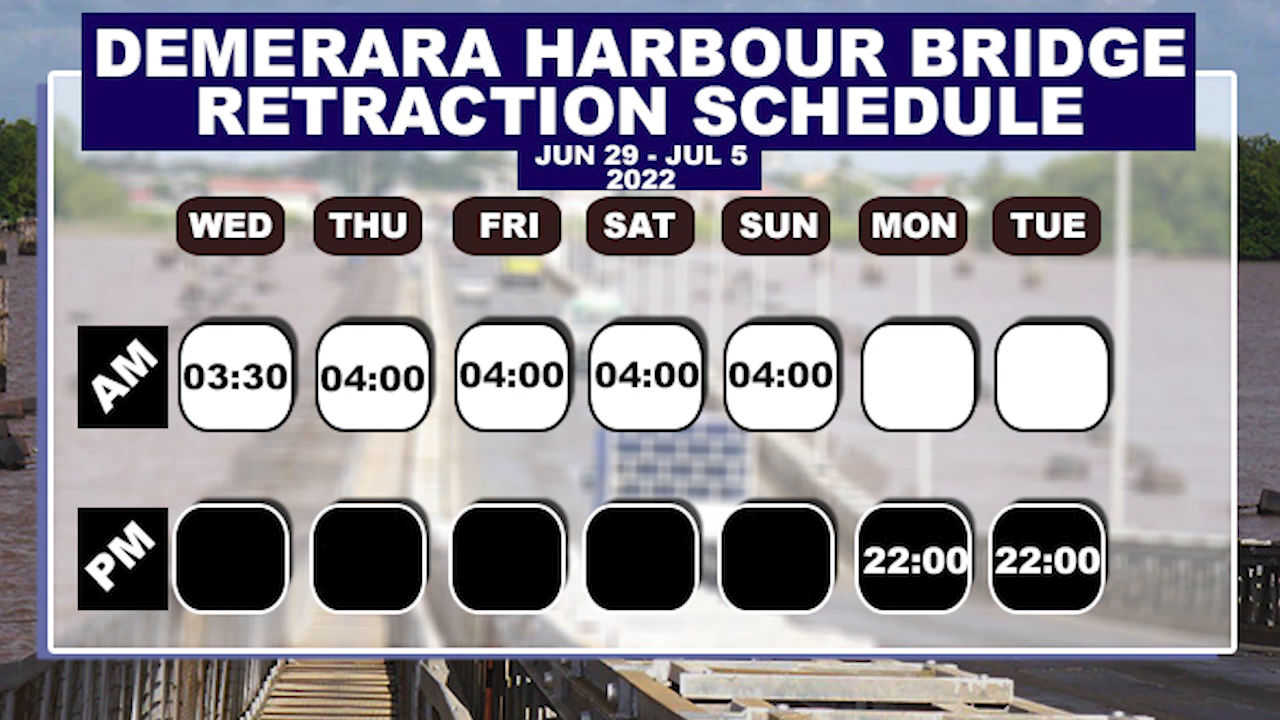 DEMERARA HARBOUR BRIDGE
RETRACTION SCHEDULE
JUN 29 - JUL 5
2022
WED THU FRI SAT SUN MON TUE
AM 03:30 04:00 04:00 04:00 04:00
PM 22:00 22:00